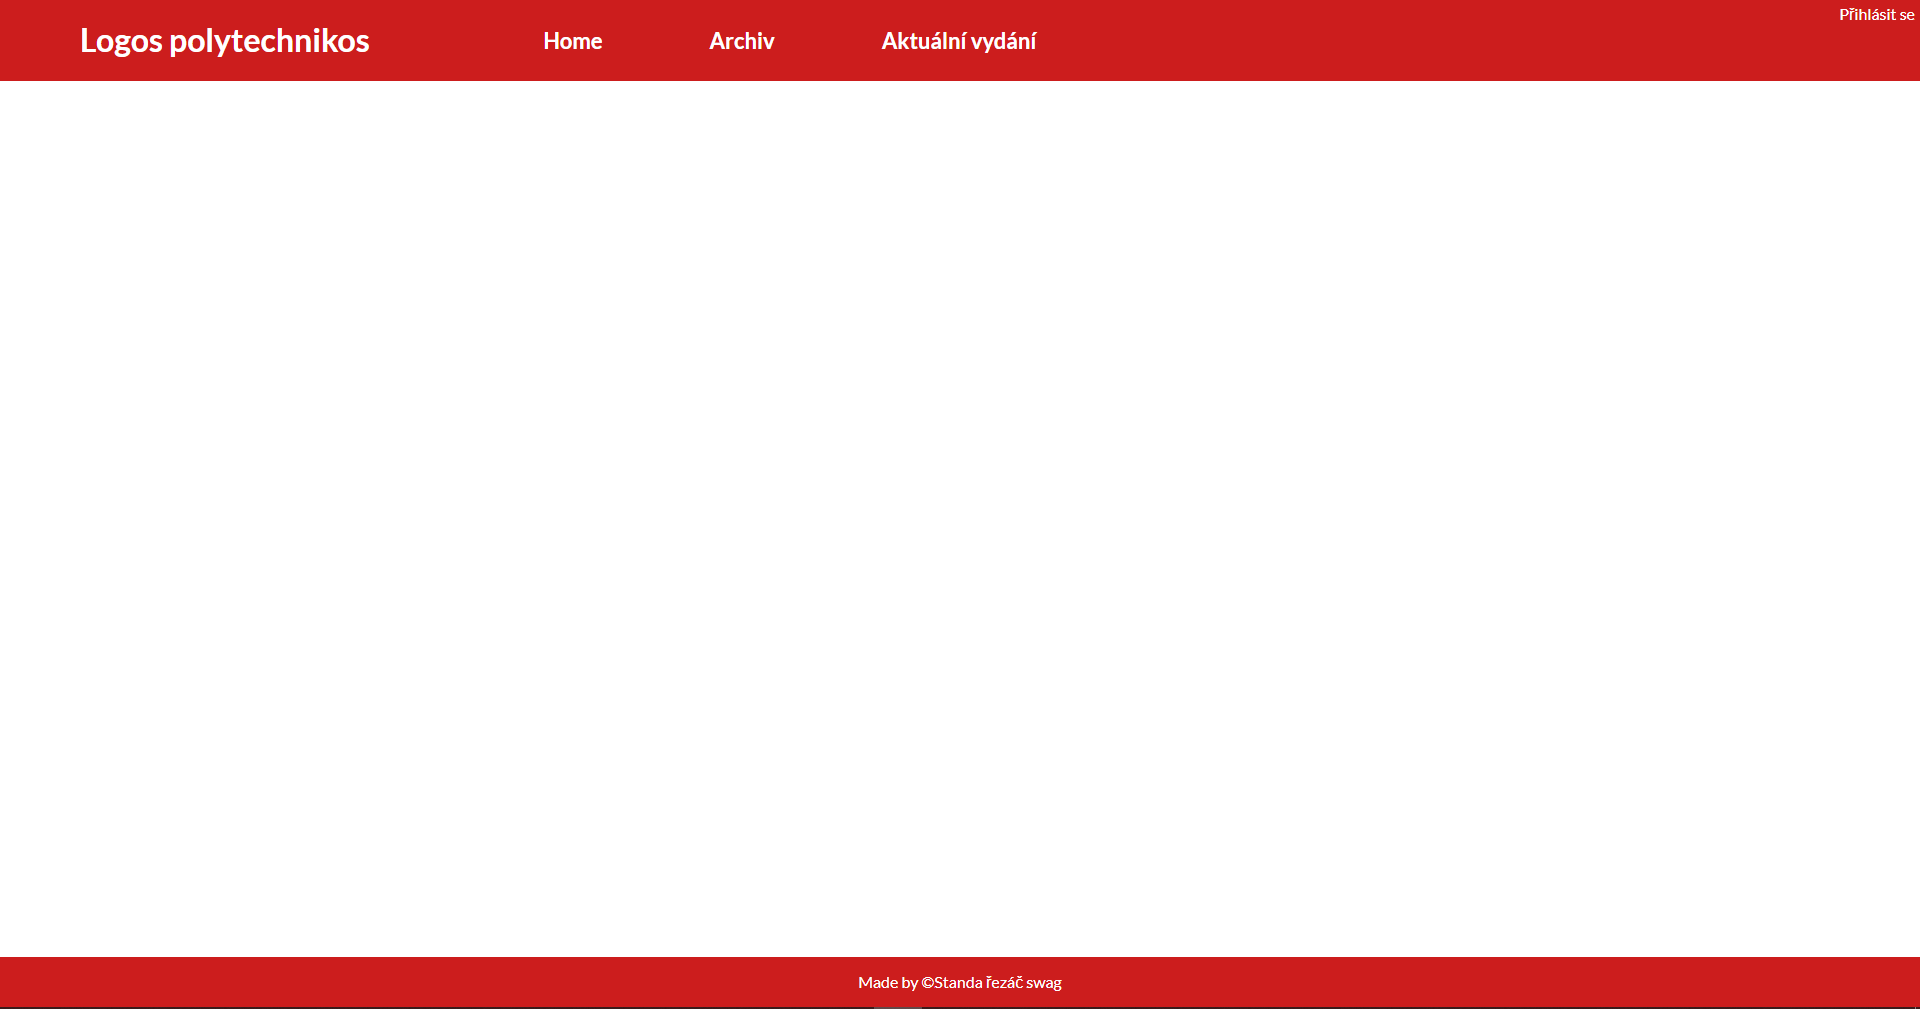 Přihlásit se
Logos polytechnikos
Home
Archiv
Aktuální vydání
Made by ©Standa řezáč swag